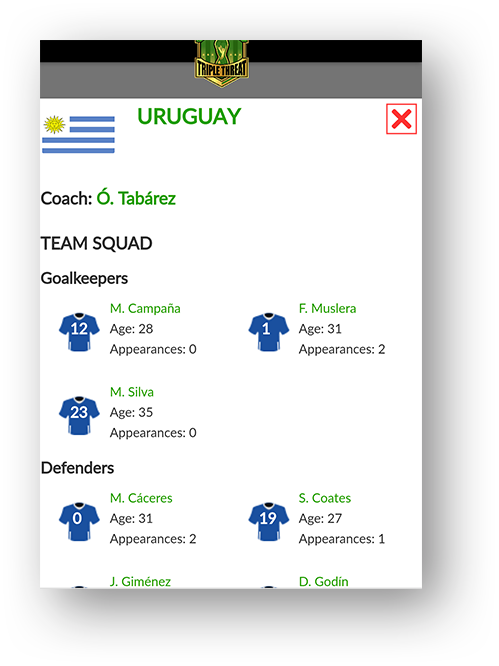 TRIPLE THREAT
URUGUAY
Coach: Ó. Tabárez
TEAM SQUAD
Goalkeepers
12
M. Campaña
Age: 28
Appearances: 0
1
F. Muslera
Age: 31
Appearances: 2
23
M. Silva
Age: 35
Appearances: 0
Defenders
0
M. Cáceres
Age: 31
Appearances: 2
19
S. Coates
Age: 27
Appearances: 1
J. Giménez
D. Godín